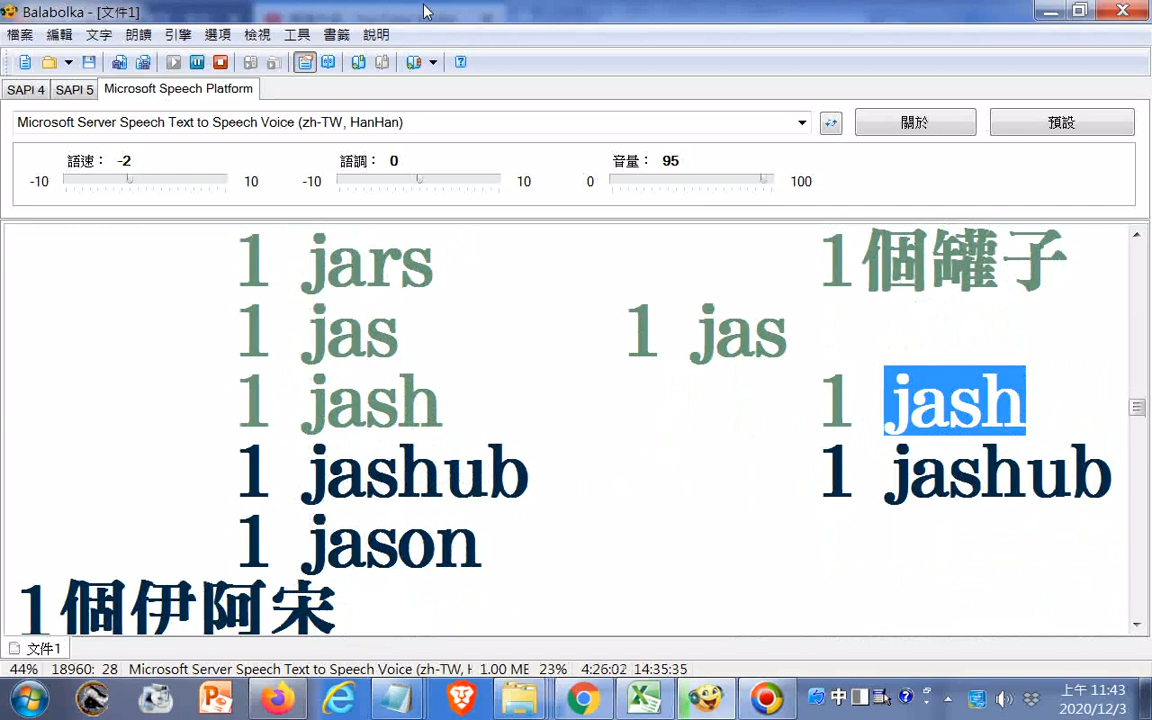 Balabolka - [文件1]
檔案 編輯 文字 朗讀 引擎 選項 檢視 工具 書籤 說明
SAPI 4 SAPI 5 Microsoft Speech Platform
Microsoft Server Speech Text to Speech Voice (zh-TW, HanHan) 關於 預設
語速： -2 語調： 0 音量： 95
-10 10 -10 10 0 100
1 jars 1個罐子
1 jas 1 jas
1 jash 1 jash
1 jashub 1 jashub
1 jason
1個伊阿宋
文件1
44% 18960: 28 Microsoft Server Speech Text to Speech Voice (zh-TW, H 1.00 ME 23% 4:26:02 14:35:35
中 上午 11:43
2020/12/3